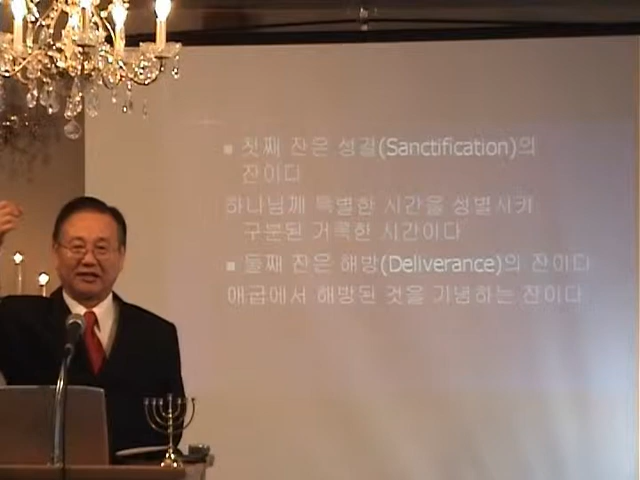 ▪ 첫째 잔은 성결(Sanctification)의
잔이다
하나님께 특별한 시간을 성별시켜
구분된 거룩한 시간이다
▪ 둘째 잔은 해방(Deliverance)의 잔이다
애급에서 해방된 것을 기념하는 잔이다